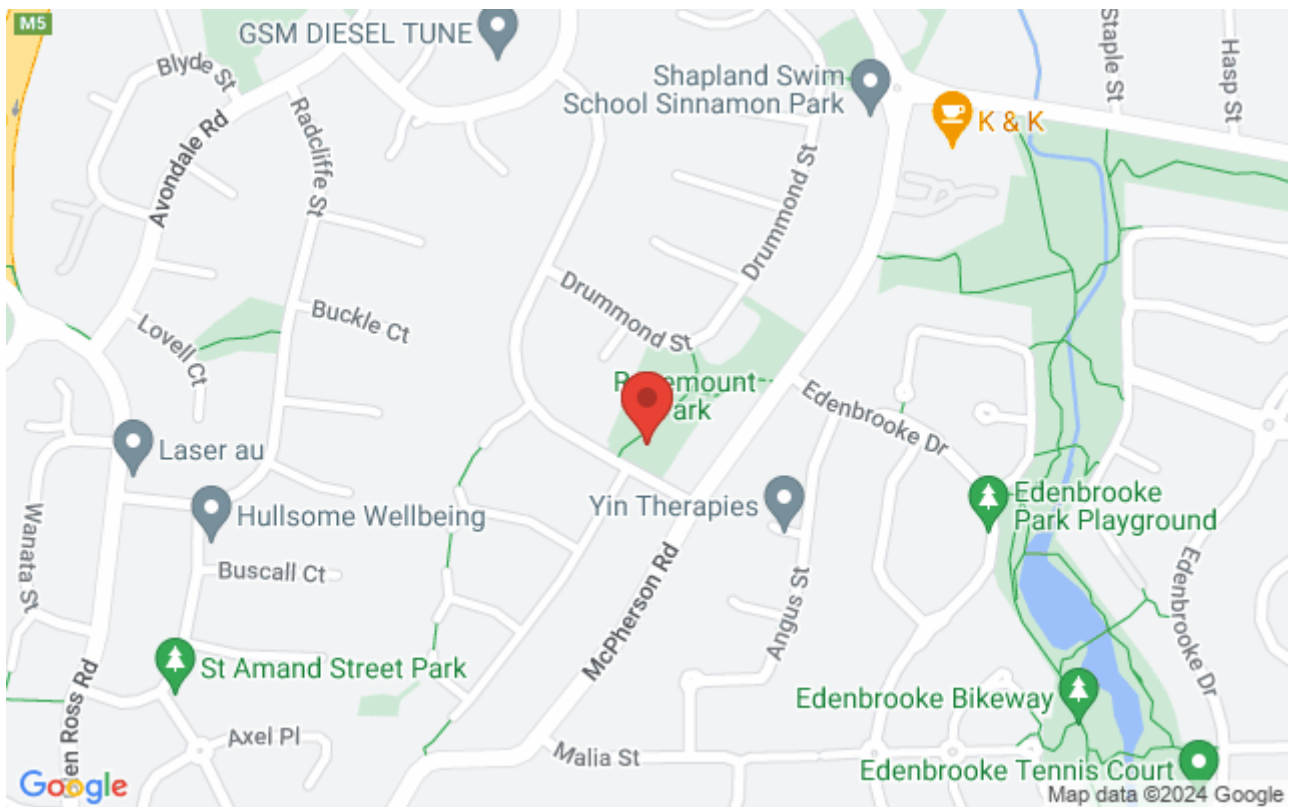 M5
GSM DIESEL TUNE
Blyde St
Shapland Swim
School Sinnamon Park
Staple St
Hasp St
K & K
Radcliffe St
Avondale Rd
Drummond St
Drummond St
Buckle Ct
Lovell Ct
Park
Edenbrooke Dr
Laser au
Yin Therapies
Edenbrooke
Park Playground
Hullsome Wellbeing
Wanata St
Buscall Ct
McPherson Rd
Angus St
Edenbrooke Dr
St Amand Street Park
Edenbrooke Bikeway
Ross Rd
Axel Pl
Malia St
Edenbrooke Tennis Court
Google
Map data ©2024 Google